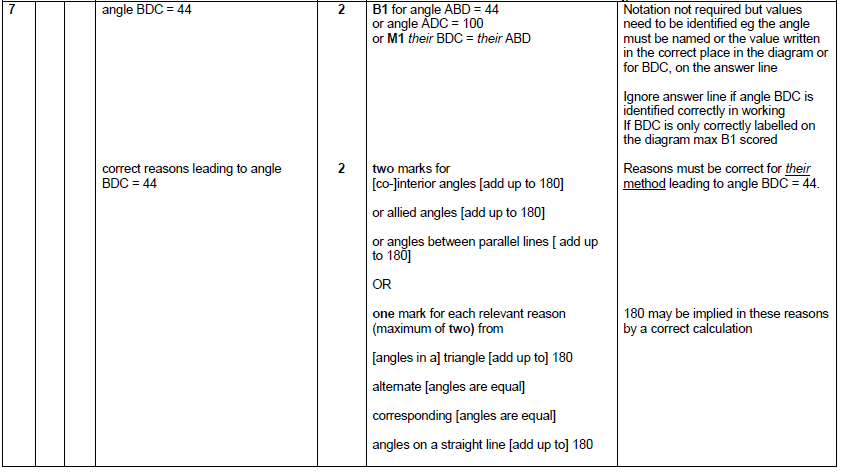 7
angle BDC = 44
2
B1 for angle ABD = 44
or angle ADC = 100
or M1 their BDC = their ABD
Notation not required but values
need to be identified eg the angle
must be named or the value written
in the correct place in the diagram or
for BDC, on the answer line
Ignore answer line if angle BDC is
identified correctly in working
If BDC is only correctly labelled on
the diagram max B1 scored
correct reasons leading to angle
BDC = 44
2
two marks for
[co-]interior angles [add up to 180]
or allied angles [add up to 180]
or angles between parallel lines [ add up
to 180]
OR
one mark for each relevant reason
(maximum of two) from
[angles in a] triangle [add up to] 180
alternate [angles are equal]
corresponding [angles are equal]
angles on a straight line [add up to] 180
Reasons must be correct for their
method leading to angle BDC = 44.
180 may be implied in these reasons
by a correct calculation